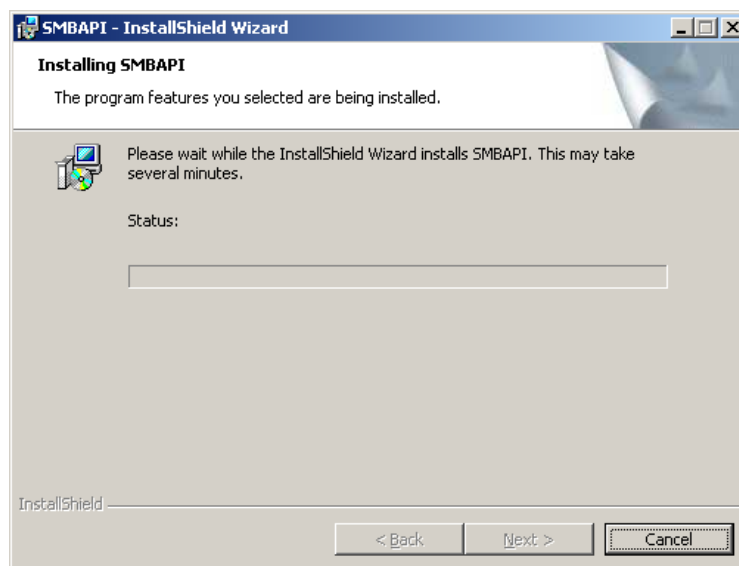 SMBAPI - InstallShield Wizard
Installing SMBAPI
The program features you selected are being installed.
Please wait while the InstallShield Wizard installs SMBAPI. This may take
several minutes.
Status:
InstallShield
< Back
Next >
Cancel